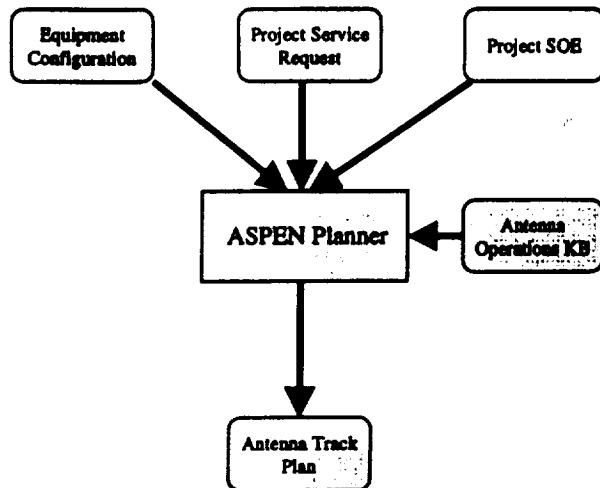 Equipment
Configuration
Project Service
Request
Project SOE
ASPEN Planner
Antenna
Operations KB
Antenna Track
Plan